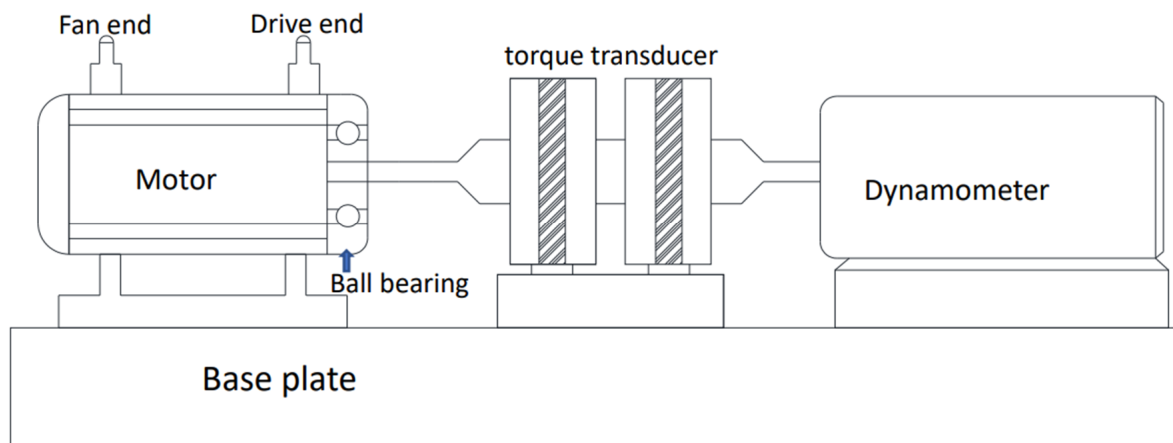 Fan end
Drive end
torque transducer
Motor
Dynamometer
Ball bearing
Base plate